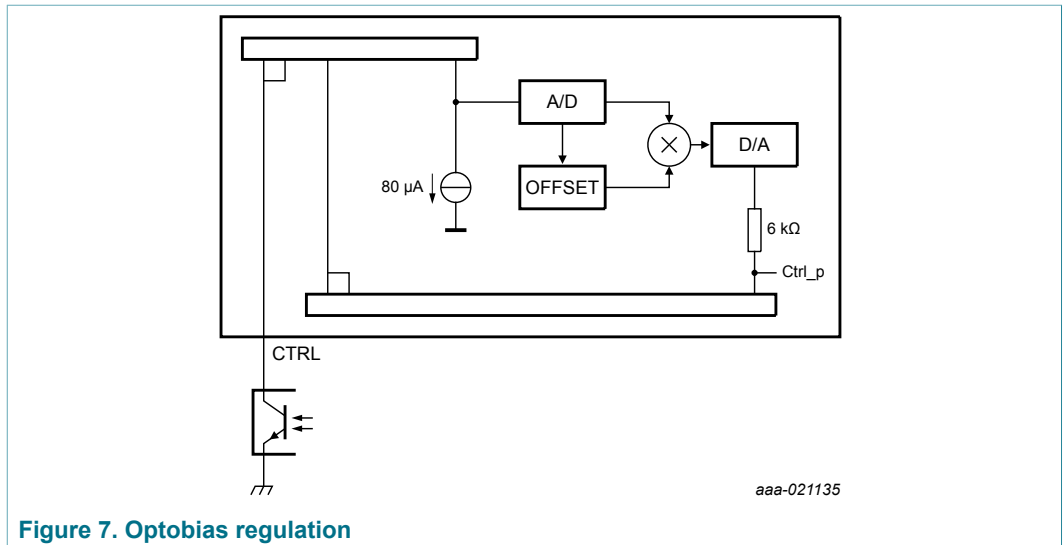 A/D
D/A
80 µA
OFFSET
6 kΩ
Ctrl_p
CTRL
aaa-021135
Figure 7. Optobias regulation